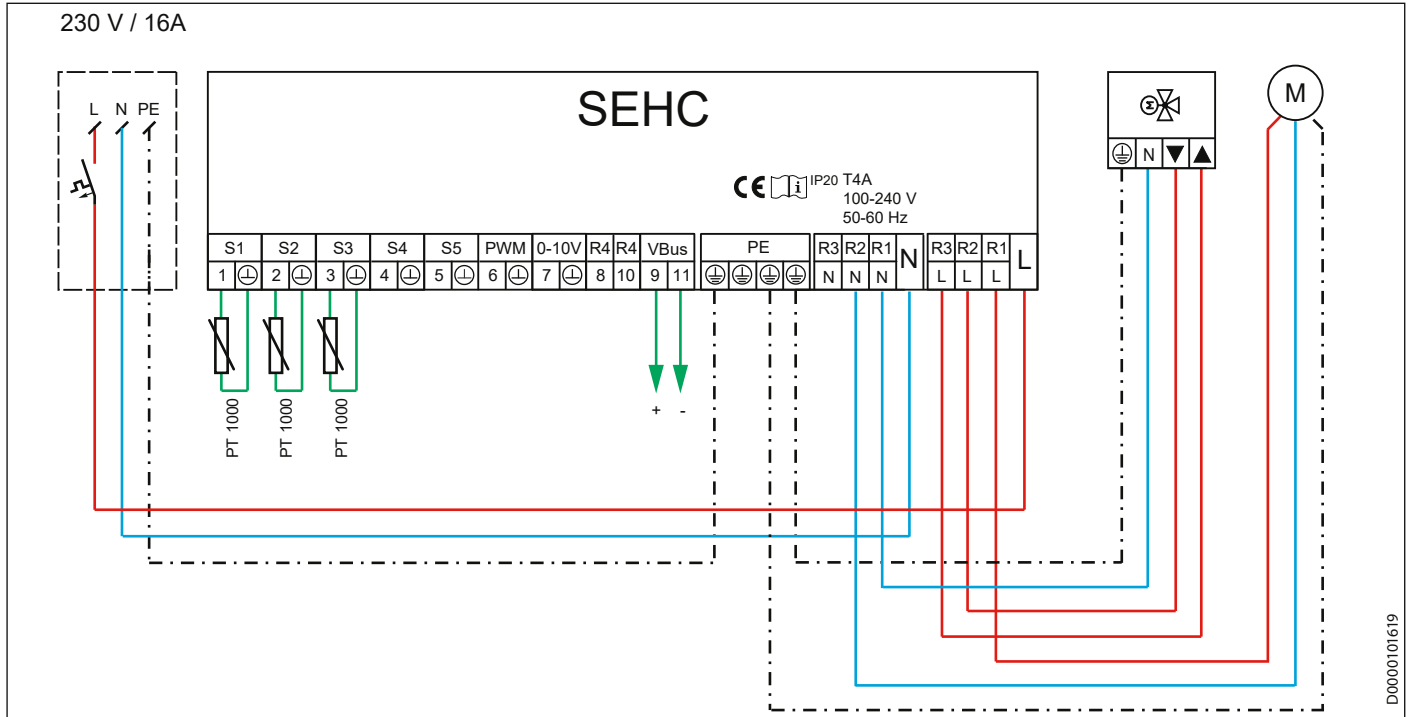 230 V / 16A
L N PE
SEHC
M
M
N ▼ ▲
CE i IP20 T4A
100-240 V
50-60 Hz
S1 S2 S3 S4 S5 PWM 0-10V R4 R4 VBus PE R3 R2 R1 N R3 R2 R1 L
1 2 3 4 5 6 7 8 10 9 11 N N N L L L
PT 1000 PT 1000 PT 1000
+ -
D0000101619